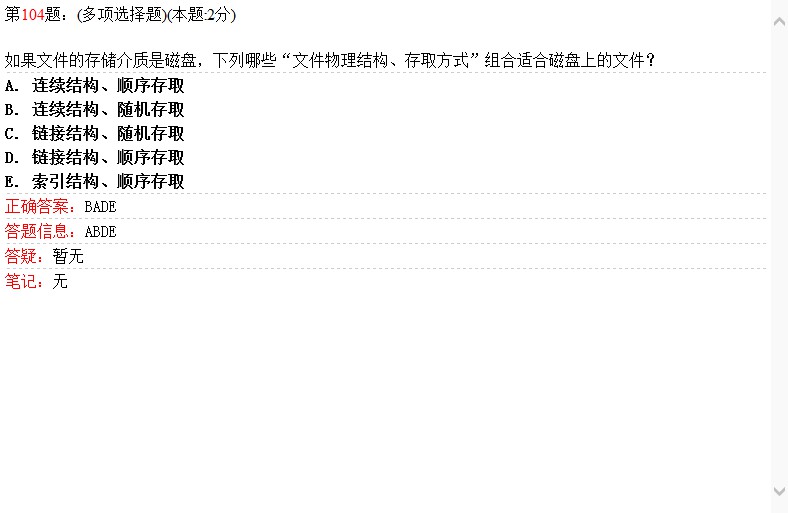 第104题：(多项选择题)(本题:2分)
如果文件的存储介质是磁盘，下列哪些“文件物理结构、存取方式”组合适合磁盘上的文件？
A. 连续结构、顺序存取
B. 连续结构、随机存取
C. 链接结构、随机存取
D. 链接结构、顺序存取
E. 索引结构、顺序存取
正确答案：BADE
答题信息：ABDE
答疑：暂无
笔记：无